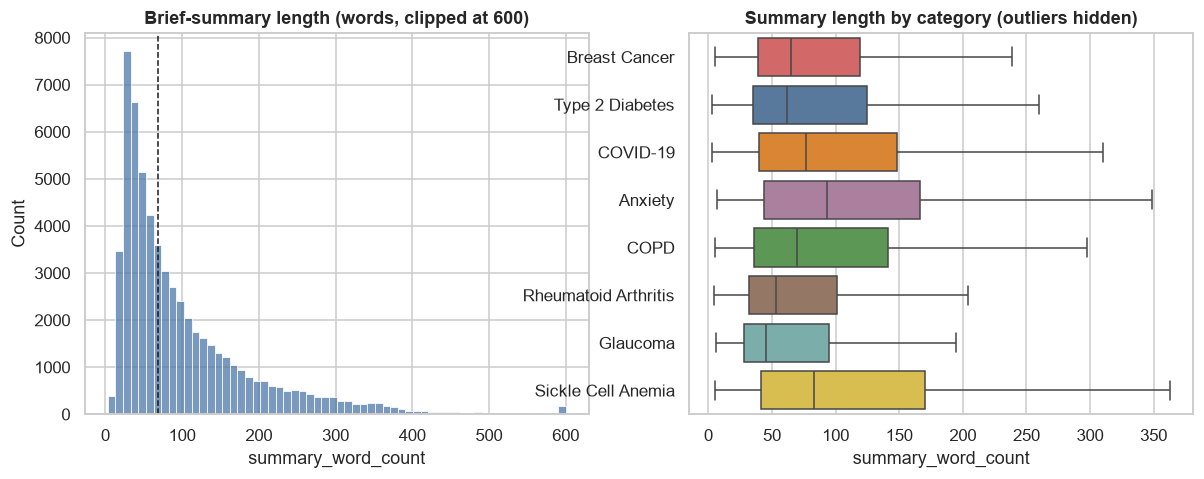 Brief-summary length (words, clipped at 600)
Count
8000
7000
6000
5000
4000
3000
2000
1000
0
0 100 200 300 400 500 600
summary_word_count
Summary length by category (outliers hidden)
Breast Cancer
Type 2 Diabetes
COVID-19
Anxiety
COPD
Rheumatoid Arthritis
Glaucoma
Sickle Cell Anemia
0 50 100 150 200 250 300 350
summary_word_count